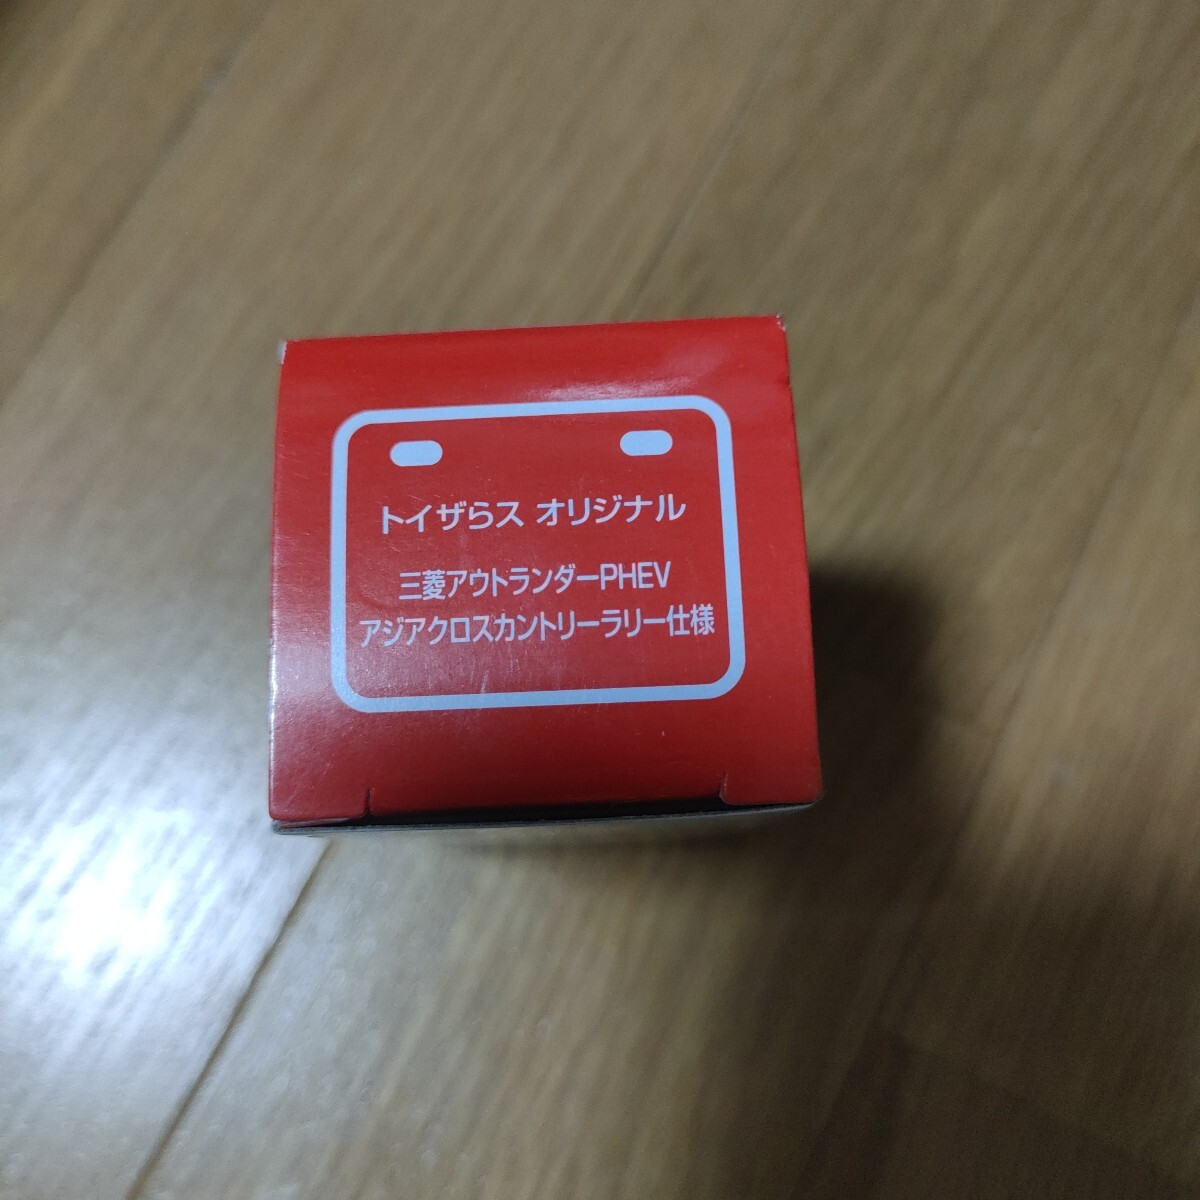 トイザらス オリジナル
三菱アウトランダーPHEV
アジアクロスカントリーラリー仕様